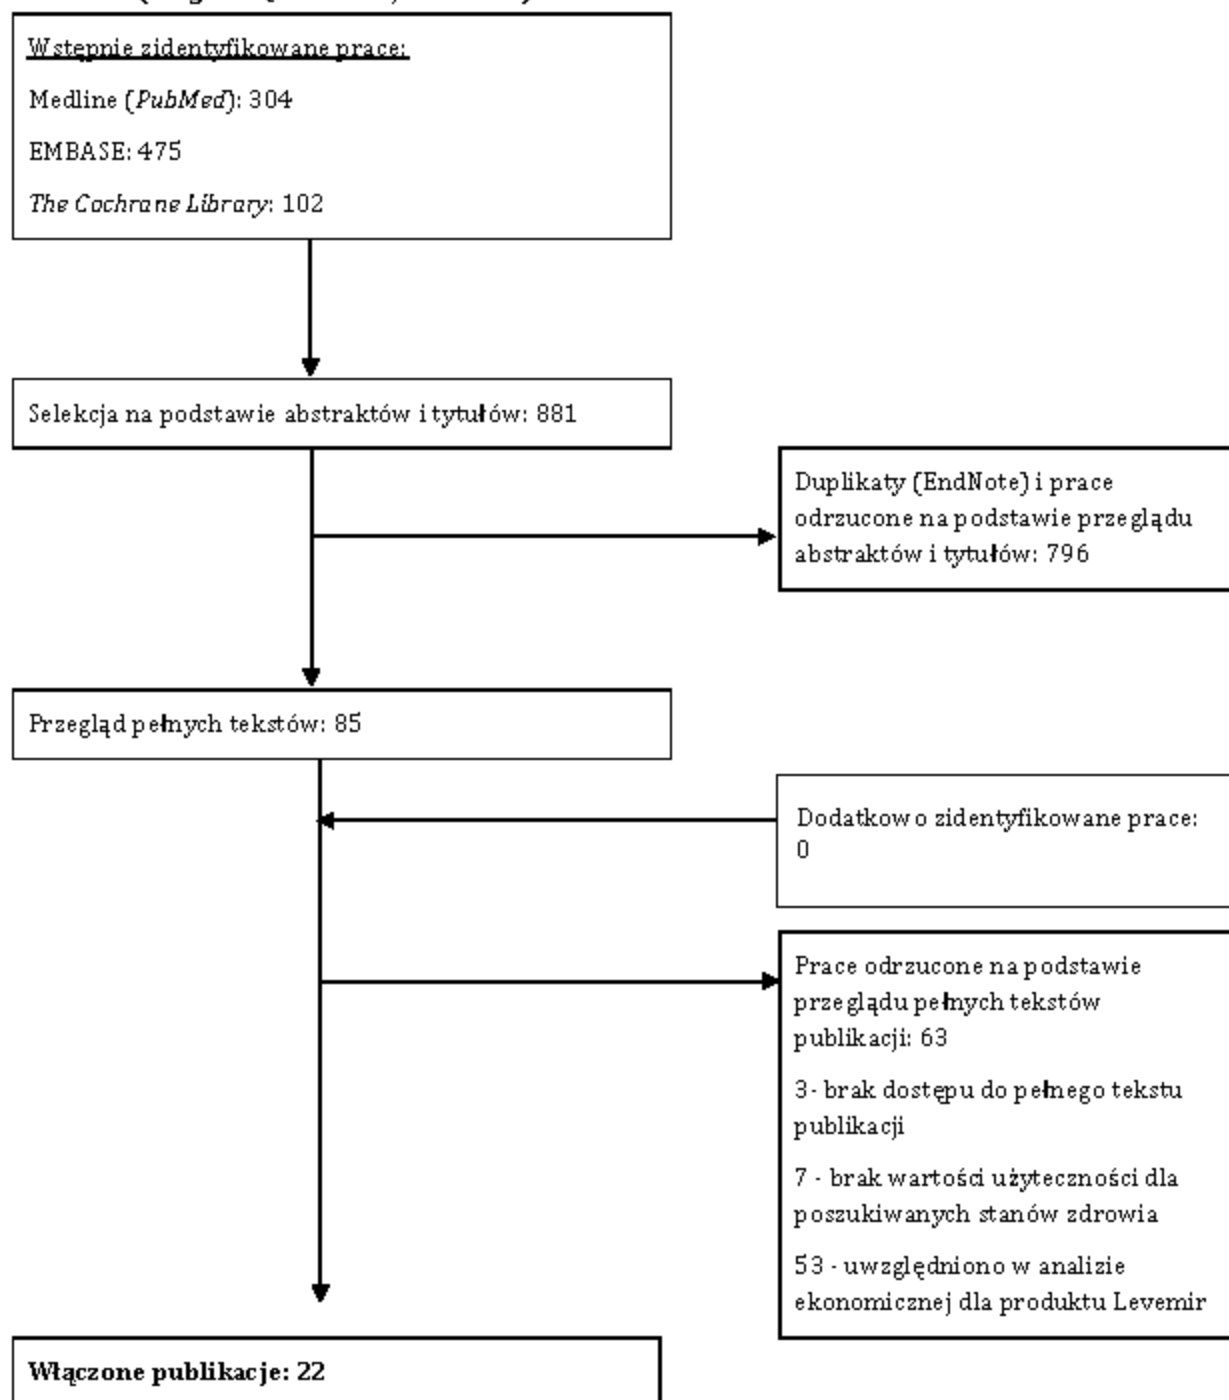 Wstępnie zidentyfikowane prace:
Medline (PubMed): 304
EMBASE: 475
The Cochrane Library: 102
Selekcja na podstawie abstraktów i tytułów: 881
Duplikaty (EndNote) i prace
odrzucone na podstawie przeglądu
abstraktów i tytułów: 796
Przegląd pełnych tekstów: 85
Dodatkowo zidentyfikowane prace:
0
Prace odrzucone na podstawie
przeglądu pełnych tekstów
publikacji: 63
3- brak dostępu do pełnego tekstu
publikacji
7 - brak wartości użyteczności dla
poszukiwanych stanów zdrowia
53 - uwzględniono w analizie
ekonomicznej dla produktu Levemir
Włączone publikacje: 22